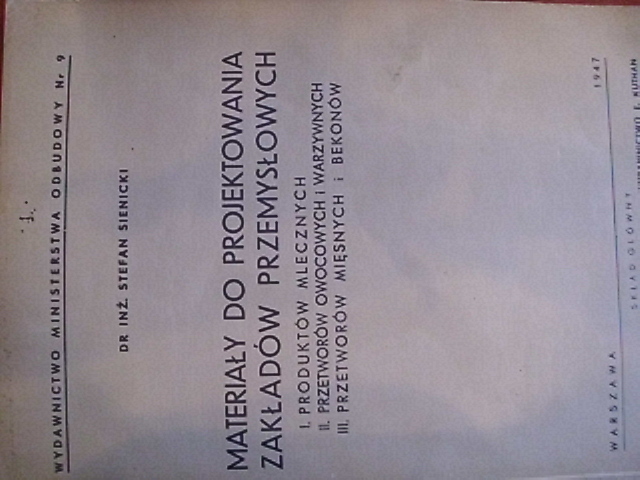 WYDAWNICTWO MINISTERSTWA ODBUDOWY Nr 9
DR INŻ. STEFAN SIENICKI
MATERIAŁY DO PROJEKTOWANIA
ZAKŁADÓW PRZEMYSŁOWYCH
I. PRODUKTÓW MLECZNYCH
II. PRZETWORÓW OWOCOWYCH i WARZYWNYCH
III. PRZETWORÓW MIĘSNYCH i BEKONÓW
WARSZAWA 1947
SKŁAD GŁÓWNY
KUTHAN